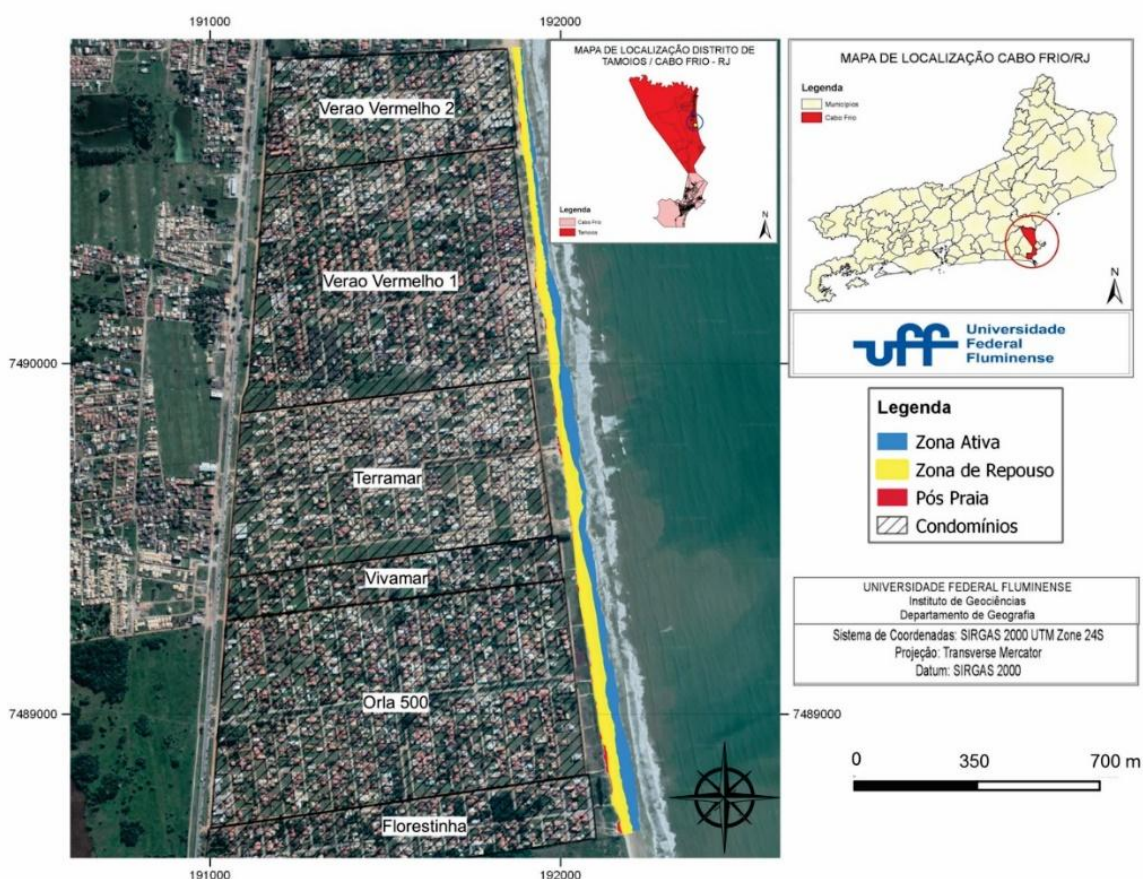 191000
192000
Verao Vermelho 2
Verao Vermelho 1
Terramar
Vivamar
Orla 500
Florestinha
7490000
7489000
7489000
191000
192000
MAPA DE LOCALIZAÇÃO DISTRITO DE
TAMOIOS / CABO FRIO - RJ
Legenda
Cabo Frio
Tamoios
N
MAPA DE LOCALIZAÇÃO CABO FRIO/RJ
Legenda
Municípios
Cabo Frio
N
uff
Universidade
Federal
Fluminense
Legenda
Zona Ativa
Zona de Repouso
Pós Praia
Condomínios
UNIVERSIDADE FEDERAL FLUMINENSE
Instituto de Geociências
Departamento de Geografia
Sistema de Coordenadas: SIRGAS 2000 UTM Zone 24S
Projeção: Transverse Mercator
Datum: SIRGAS 2000
0 350 700 m